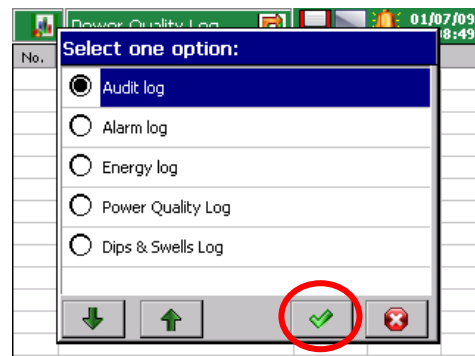 Power Quality Log
01/07/09
8:49
No.
Select one option:
Audit log
Alarm log
Energy log
Power Quality Log
Dips & Swells Log